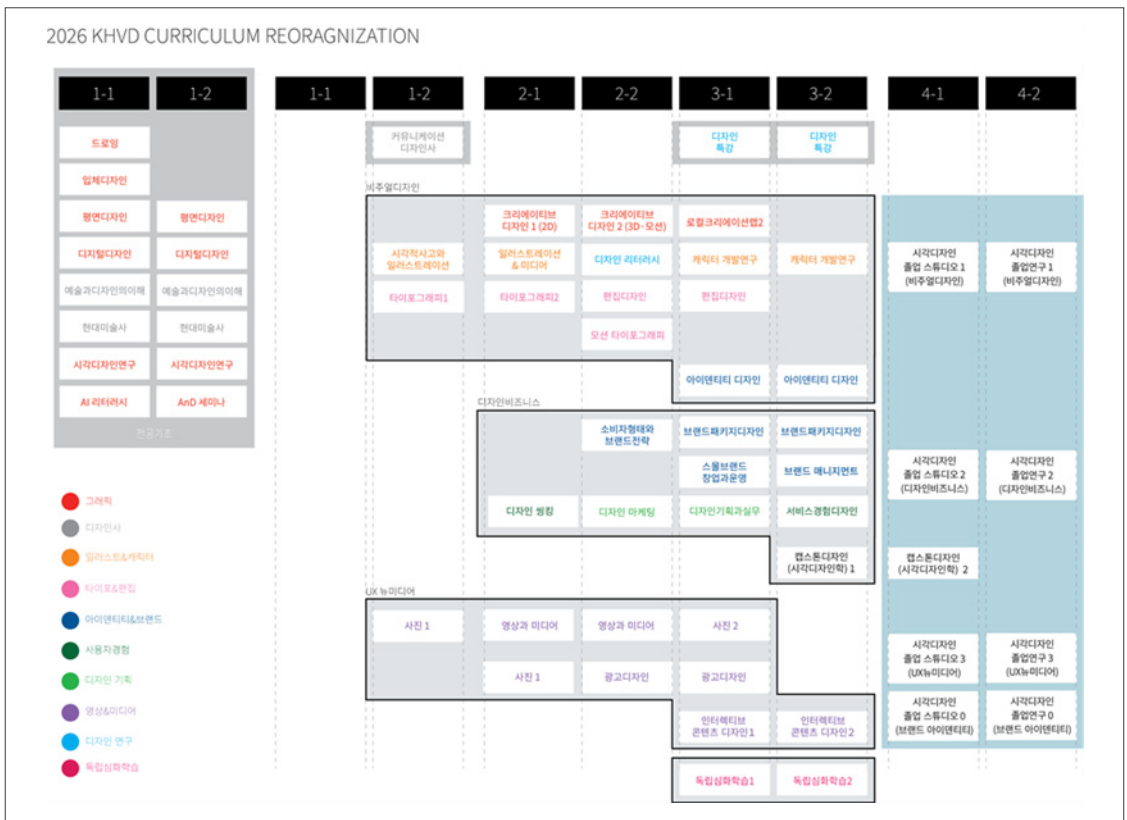 2026 KHVD CURRICULUM REORAGNIZATION
1-1
1-2
1-1
1-2
2-1
2-2
3-1
3-2
4-1
4-2
드로잉
입체디자인
평면디자인
평면디자인
디지털디자인
디지털디자인
예술과디자인의이해
예술과디자인의이해
현대미술사
현대미술사
시각디자인연구
시각디자인연구
AI 리터러시
AnD 세미나
전공기초
커뮤니케이션
디자인사
디자인
특강
디자인
특강
비주얼디자인
크리에이티브
디자인 1 (2D)
크리에이티브
디자인 2 (3D·모션)
로컬크리에이션랩2
시각적사고와
일러스트레이션
일러스트레이션
& 미디어
디자인 리터러시
캐릭터 개발연구
캐릭터 개발연구
타이포그래피1
타이포그래피2
편집디자인
편집디자인
모션 타이포그래피
아이덴티티 디자인
아이덴티티 디자인
시각디자인
졸업 스튜디오 1
(비주얼디자인)
시각디자인
졸업연구 1
(비주얼디자인)
디자인비즈니스
소비자형태와
브랜드전략
브랜드패키지디자인
브랜드패키지디자인
스몰브랜드
창업과운영
브랜드 매니지먼트
디자인 씽킹
디자인 마케팅
디자인기획과실무
서비스경험디자인
캡스톤디자인
(시각디자인학) 1
캡스톤디자인
(시각디자인학) 2
시각디자인
졸업 스튜디오 2
(디자인비즈니스)
시각디자인
졸업연구 2
(디자인비즈니스)
UX 뉴미디어
사진 1
영상과 미디어
영상과 미디어
사진 2
사진 1
광고디자인
광고디자인
인터렉티브
콘텐츠 디자인1
인터렉티브
콘텐츠 디자인2
시각디자인
졸업 스튜디오 3
(UX뉴미디어)
시각디자인
졸업연구 3
(UX뉴미디어)
시각디자인
졸업 스튜디오 0
(브랜드 아이덴티티)
시각디자인
졸업연구 0
(브랜드 아이덴티티)
독립심화학습1
독립심화학습2
그래픽
디자인사
일러스트&캐릭터
타이포&편집
아이덴티티&브랜드
사용자경험
디자인 기획
영상&미디어
디자인 연구
독립심화학습